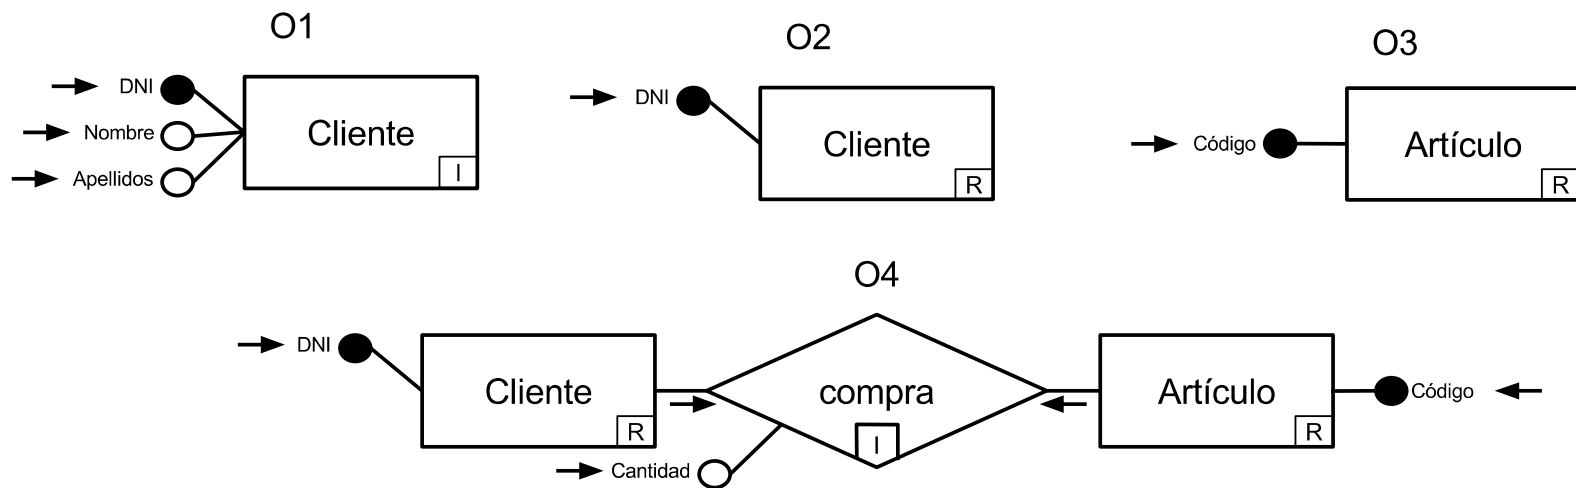 O1
O2
O3
DNI
Nombre
Apellidos
Cliente
I
DNI
Cliente
R
Código
Artículo
R
O4
DNI
Cliente
R
compra
I
Cantidad
Artículo
R
Código